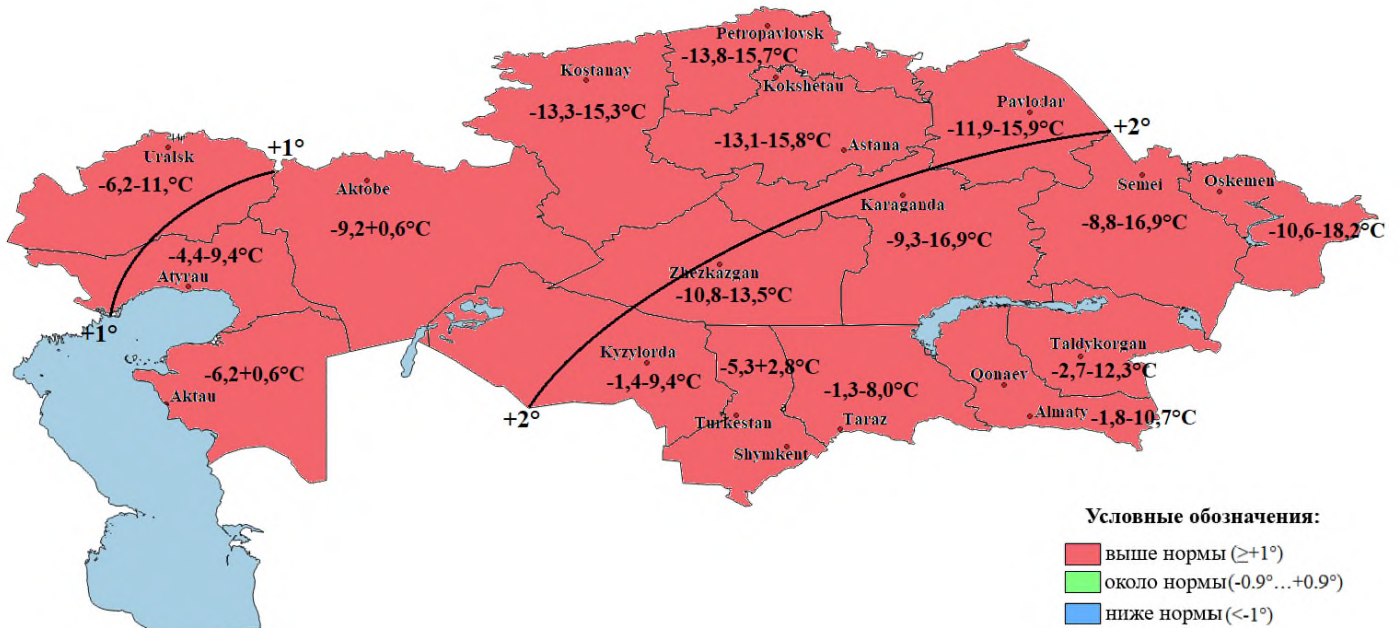 Petropavlovsk
-13,8-15,7°C
Kostanay
Kokshetau
-13,3-15,3°C
Pavlodar
-11,9-15,9°C
+2°
-13,1-15,8°C
Astana
+1°
Uralsk
-6,2-11,°C
Aktobe
-9,2+0,6°C
Semei
-8,8-16,9°C
Oskemen
-10,6-18,2°C
Karaganda
-9,3-16,9°C
-4,4-9,4°C
Atyrau
+1°
Zhezkazgan
-10,8-13,5°C
-6,2+0,6°C
Aktau
Kyzylorda
-1,4-9,4°C
+2°
-5,3+2,8°C
Turkestan
Shymkent
-1,3-8,0°C
Taraz
Taldykorgan
-2,7-12,3°C
Qonaev
Almaty
-1,8-10,7°C
Условные обозначения:
выше нормы (≥+1°)
около нормы (-0.9°…+0.9°)
ниже нормы (<-1°)